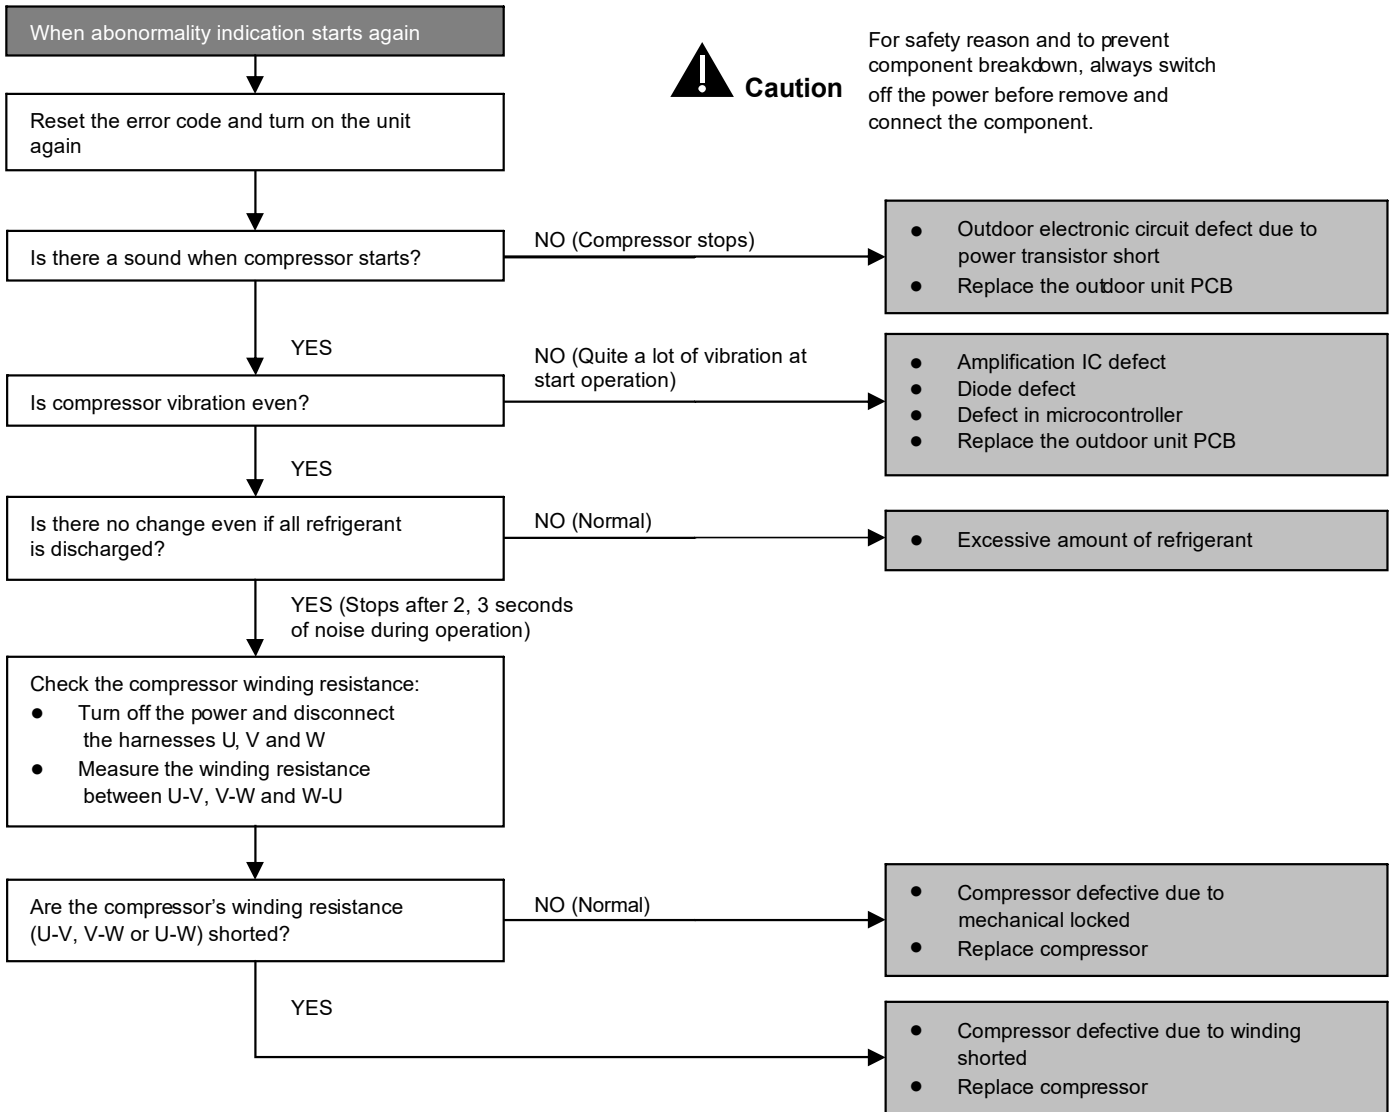 When abonormality indication starts again
Caution
For safety reason and to prevent
component breakdown, always switch
off the power before remove and
connect the component.
Reset the error code and turn on the unit
again
Is there a sound when compressor starts?
NO (Compressor stops)
● Outdoor electronic circuit defect due to
power transistor short
● Replace the outdoor unit PCB
YES
Is compressor vibration even?
NO (Quite a lot of vibration at
start operation)
● Amplification IC defect
● Diode defect
● Defect in microcontroller
● Replace the outdoor unit PCB
YES
Is there no change even if all refrigerant
is discharged?
NO (Normal)
● Excessive amount of refrigerant
YES (Stops after 2, 3 seconds
of noise during operation)
Check the compressor winding resistance:
● Turn off the power and disconnect
the harnesses U, V and W
● Measure the winding resistance
between U-V, V-W and W-U
Are the compressor's winding resistance
(U-V, V-W or U-W) shorted?
NO (Normal)
● Compressor defective due to
mechanical locked
● Replace compressor
YES
● Compressor defective due to winding
shorted
● Replace compressor